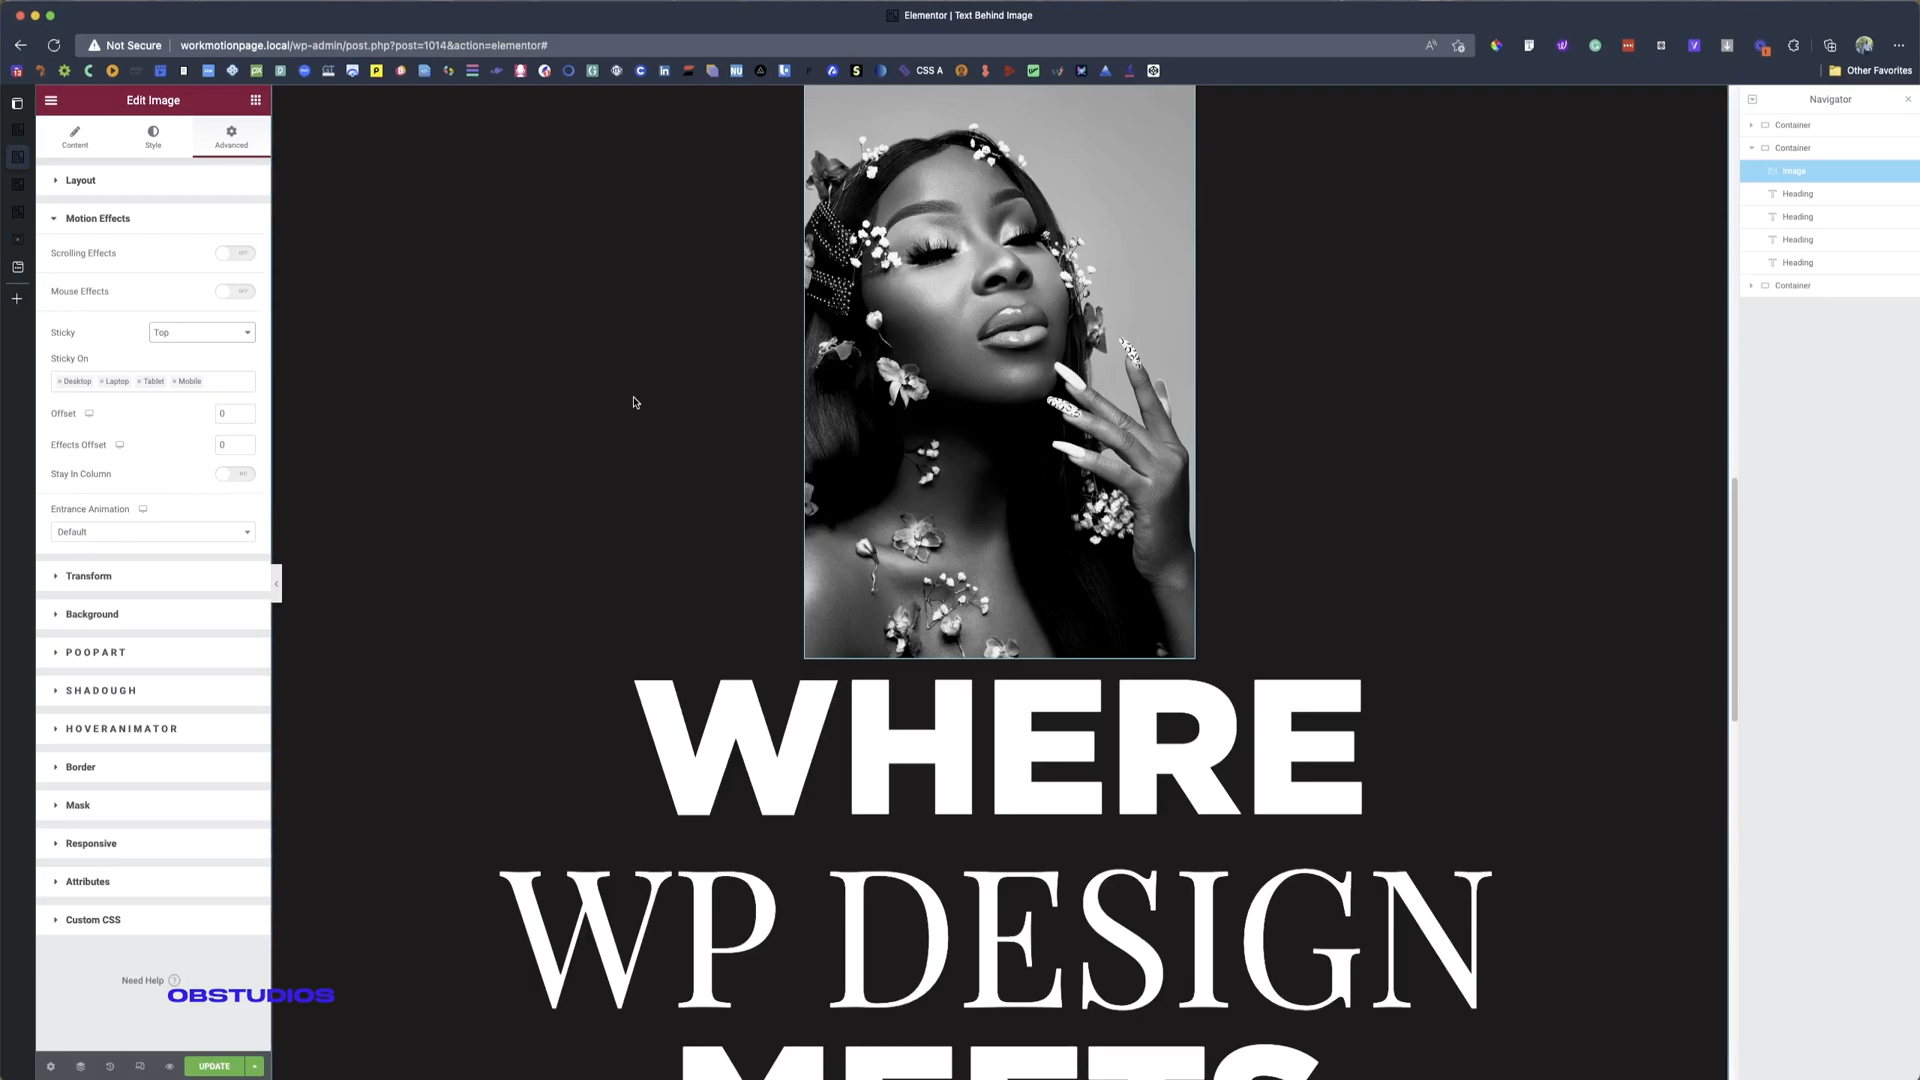 Elementor | Text Behind Image
Not Secure
workmotionpage.local/wp-admin/post.php?post=1014&action=elementor#
CSS A
Other Favorites
Edit Image
Content
Style
Advanced
Layout
Motion Effects
Scrolling Effects
OFF
Mouse Effects
OFF
Sticky
Top
Sticky On
× Desktop × Laptop × Tablet × Mobile
Offset
0
Effects Offset
0
Stay In Column
NO
Entrance Animation
Default
Transform
Background
POOPART
SHADOUGH
HOVERANIMATOR
Border
Mask
Responsive
Attributes
Custom CSS
Need Help
OBSTUDIOS
UPDATE
WHERE
WP DESIGN
MEETS
Navigator
Container
Container
Image
Heading
Heading
Heading
Heading
Container